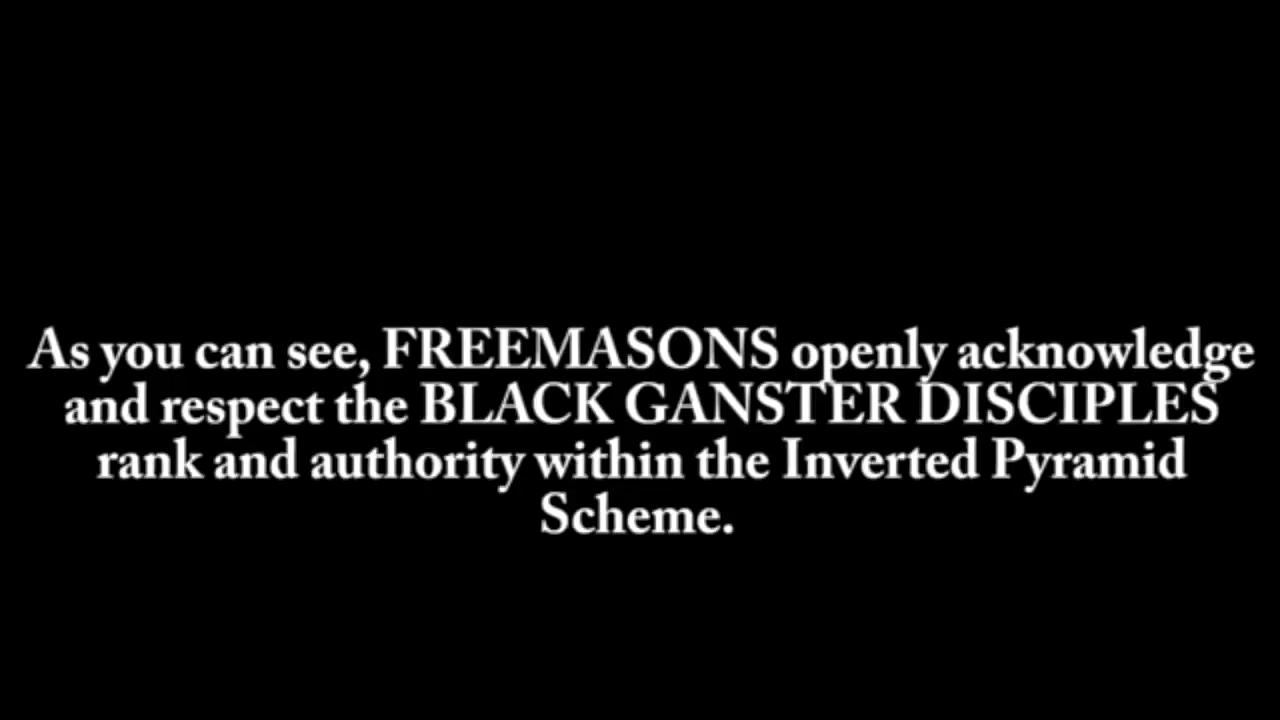 As you can see, FREEMASONS openly acknowledge
and respect the BLACK GANSTER DISCIPLES
rank and authority within the Inverted Pyramid
Scheme.